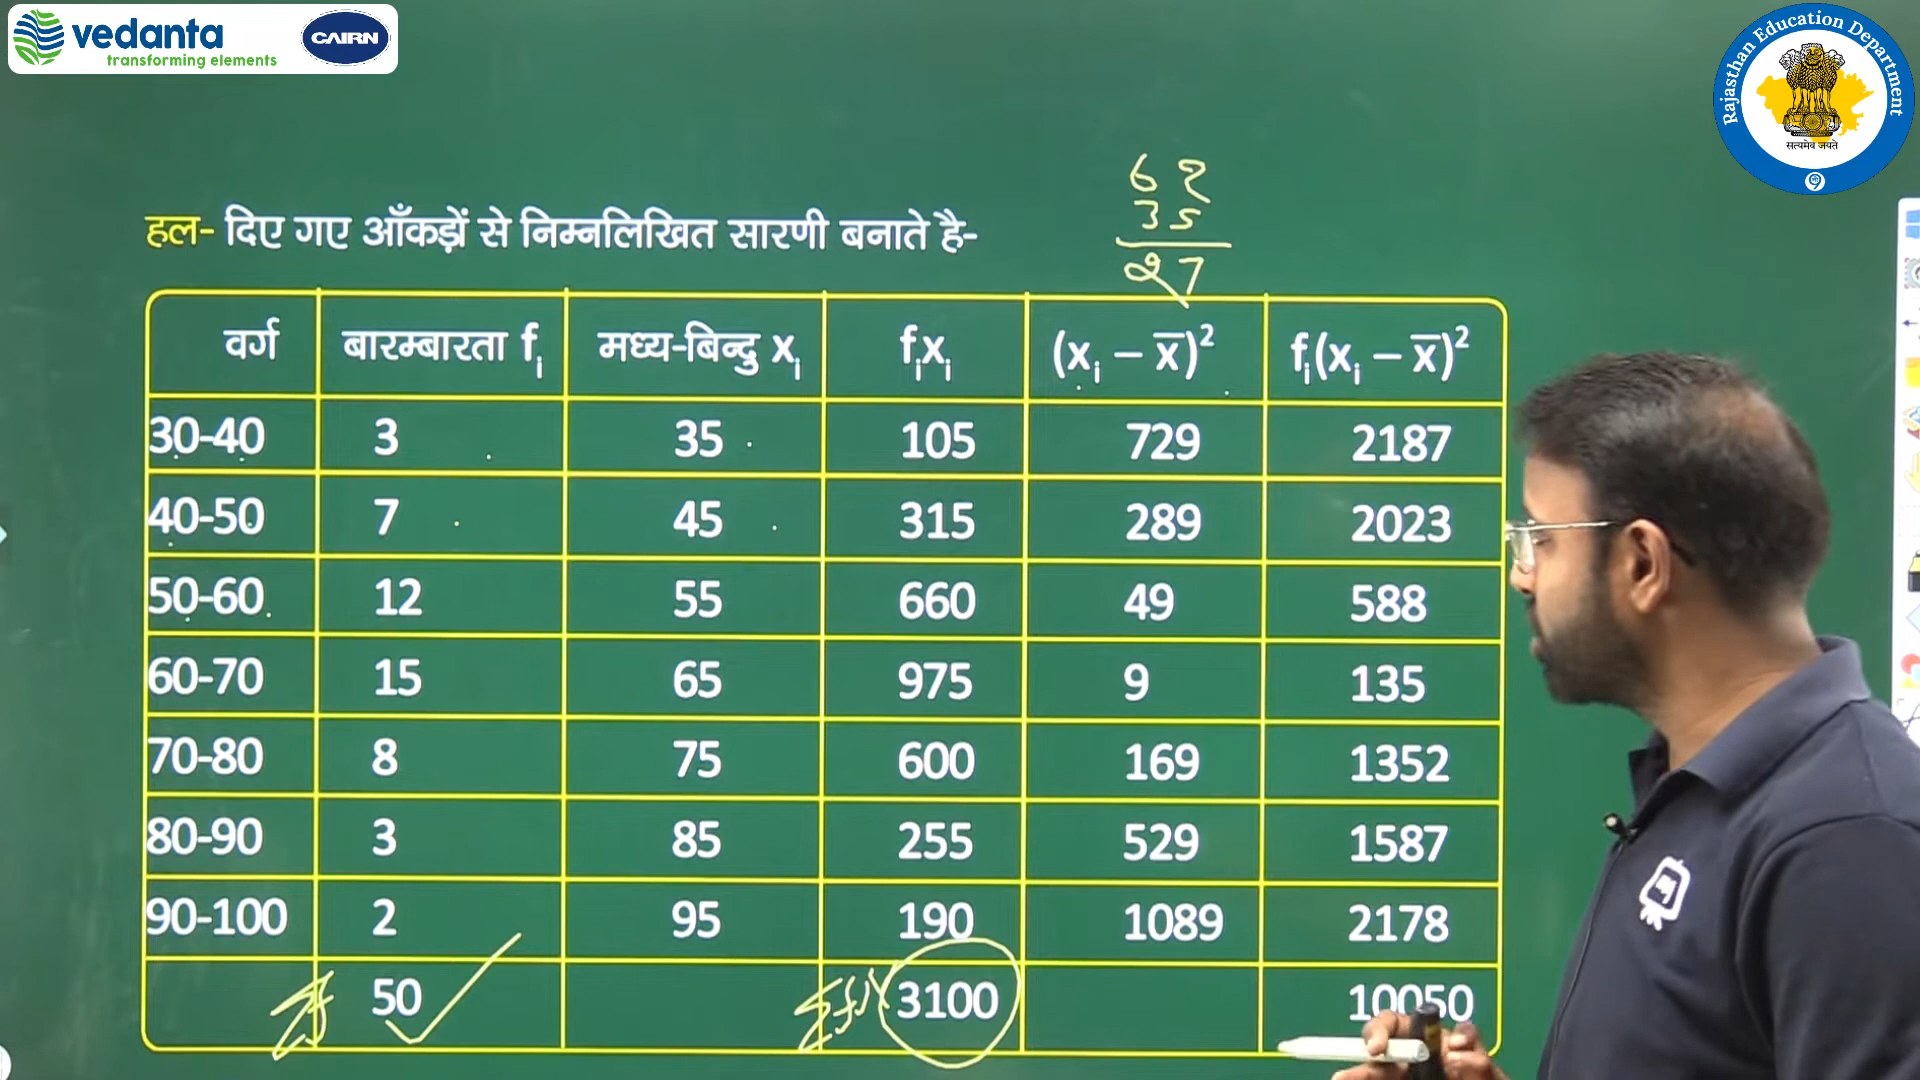 vedanta
transforming elements
CAIRN
Rajasthan Education Department
सत्यमेव जयते
62
35
27
हल- दिए गए आँकड़ों से निम्नलिखित सारणी बनाते है-
वर्ग बारम्बारता fᵢ मध्य-बिन्दु xᵢ fᵢxᵢ (xᵢ – x̅)² fᵢ(xᵢ – x̅)²
30-40 3 35 105 729 2187
40-50 7 45 315 289 2023
50-60 12 55 660 49 588
60-70 15 65 975 9 135
70-80 8 75 600 169 1352
80-90 3 85 255 529 1587
90-100 2 95 190 1089 2178
Σf 50 Σfx 3100 10050